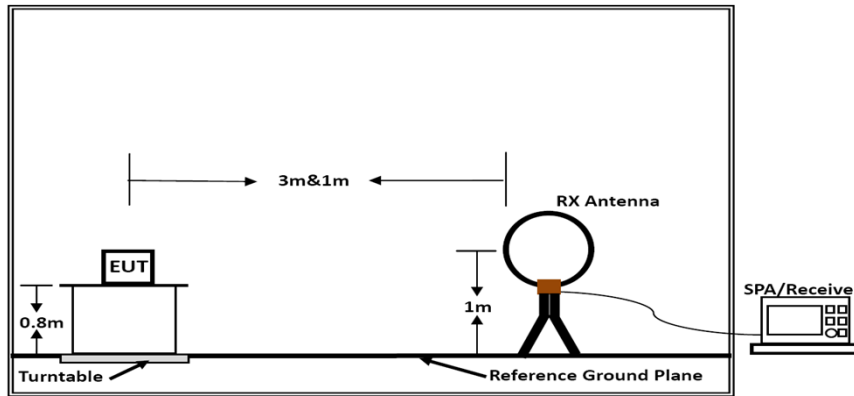 3m&1m
RX Antenna
EUT
SPA/Receive
0.8m
1m
Turntable
Reference Ground Plane